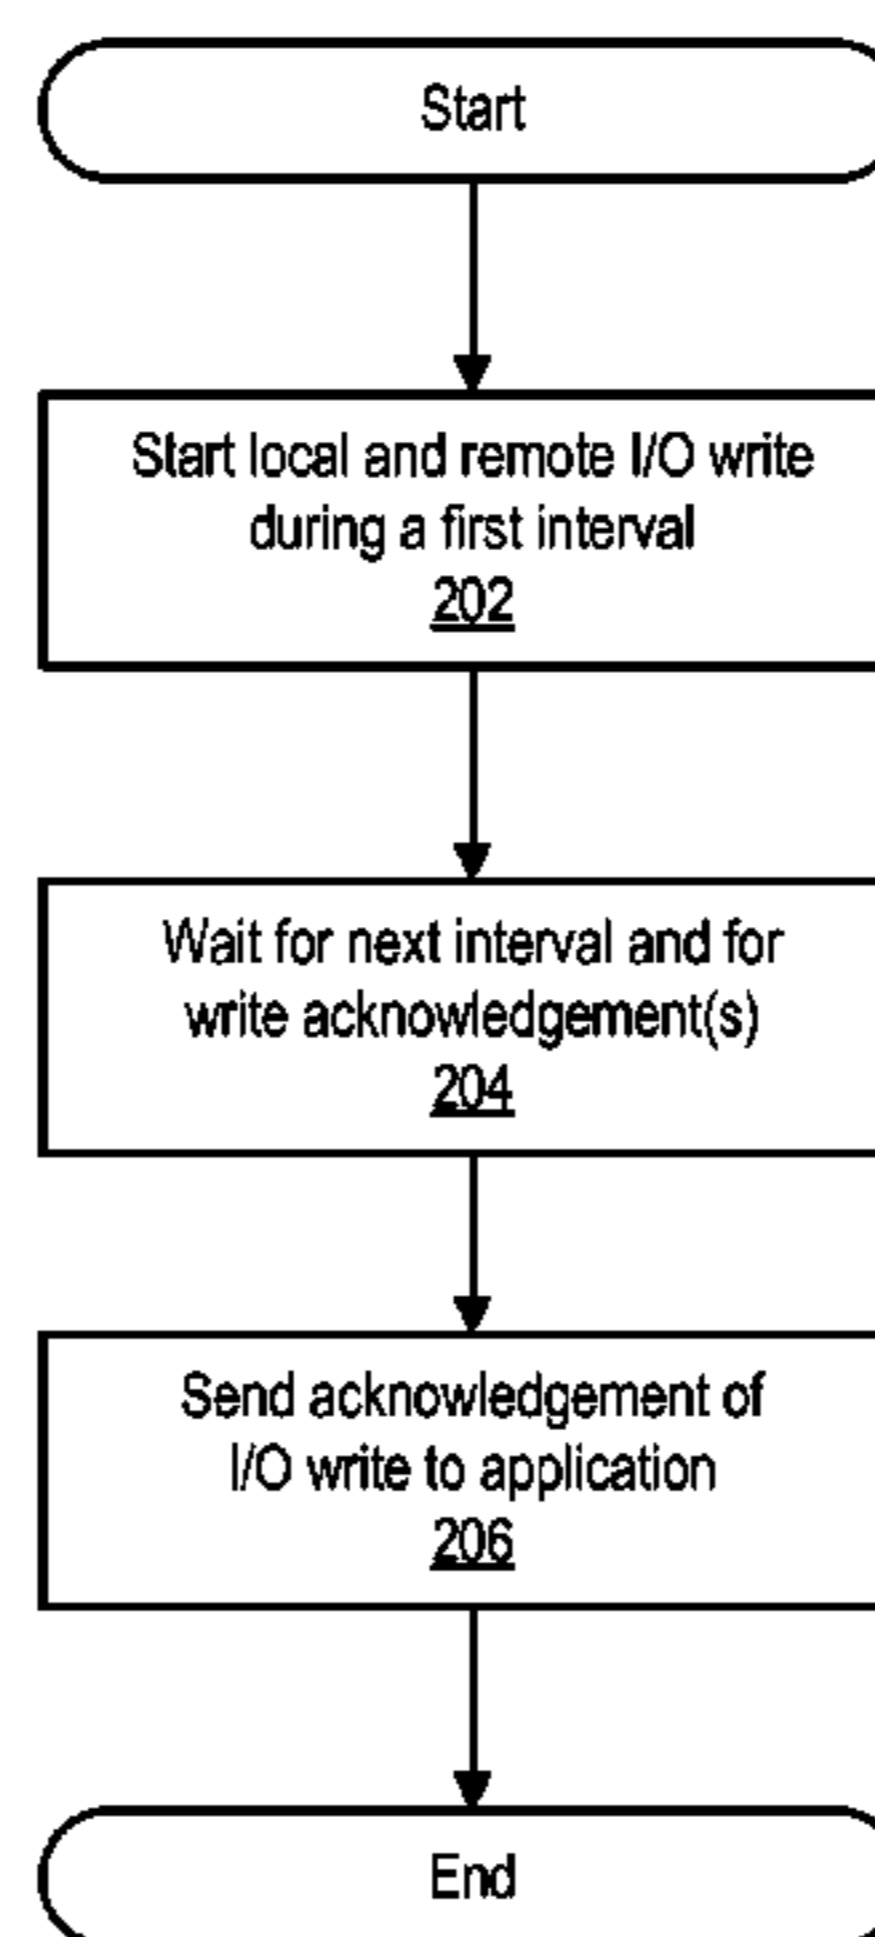 Start
Start local and remote I/O write
during a first interval
202
Wait for next interval and for
write acknowledgement(s)
204
Send acknowledgement of
I/O write to application
206
End